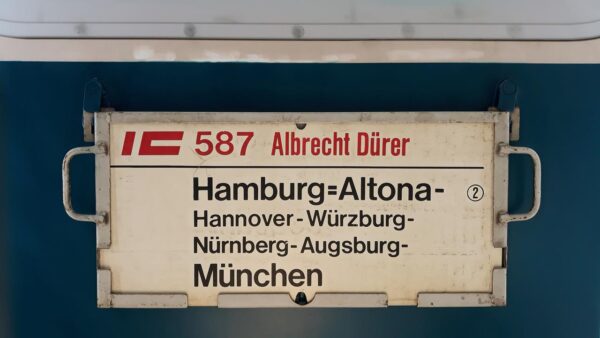 IC 587 Albrecht Dürer
Hamburg=Altona- ②
Hannover-Würzburg-
Nürnberg-Augsburg-
München